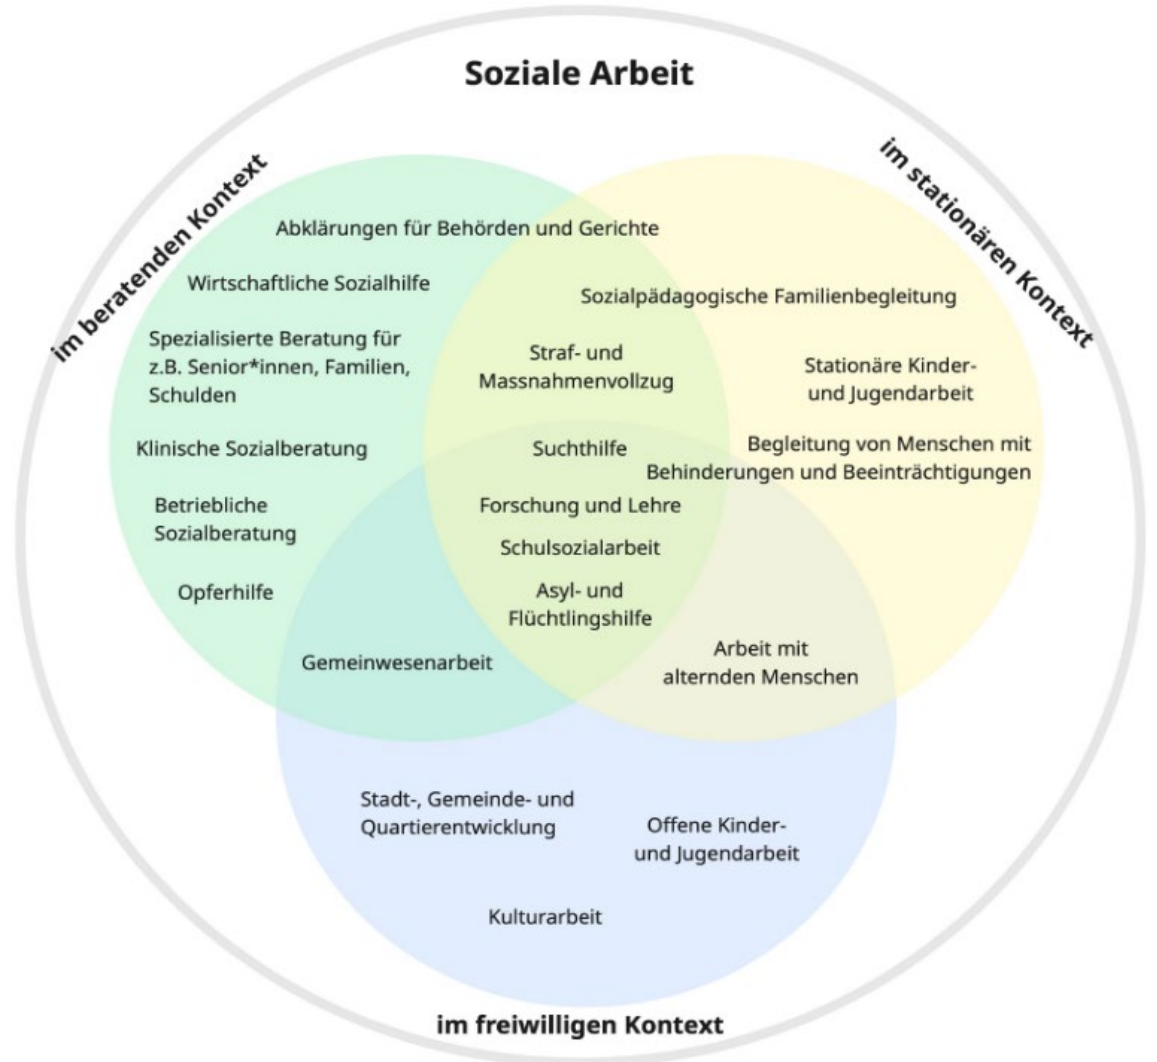 Soziale Arbeit
im beratenden Kontext
im stationären Kontext
Abklärungen für Behörden und Gerichte
Wirtschaftliche Sozialhilfe
Sozialpädagogische Familienbegleitung
Spezialisierte Beratung für
z.B. Senior*innen, Familien,
Schulden
Straf- und
Massnahmenvollzug
Stationäre Kinder-
und Jugendarbeit
Klinische Sozialberatung
Suchthilfe
Begleitung von Menschen mit
Behinderungen und Beeinträchtigungen
Betriebliche
Sozialberatung
Forschung und Lehre
Schulsozialarbeit
Opferhilfe
Asyl- und
Flüchtlingshilfe
Gemeinwesenarbeit
Arbeit mit
alternden Menschen
Stadt-, Gemeinde- und
Quartierentwicklung
Offene Kinder-
und Jugendarbeit
Kulturarbeit
im freiwilligen Kontext